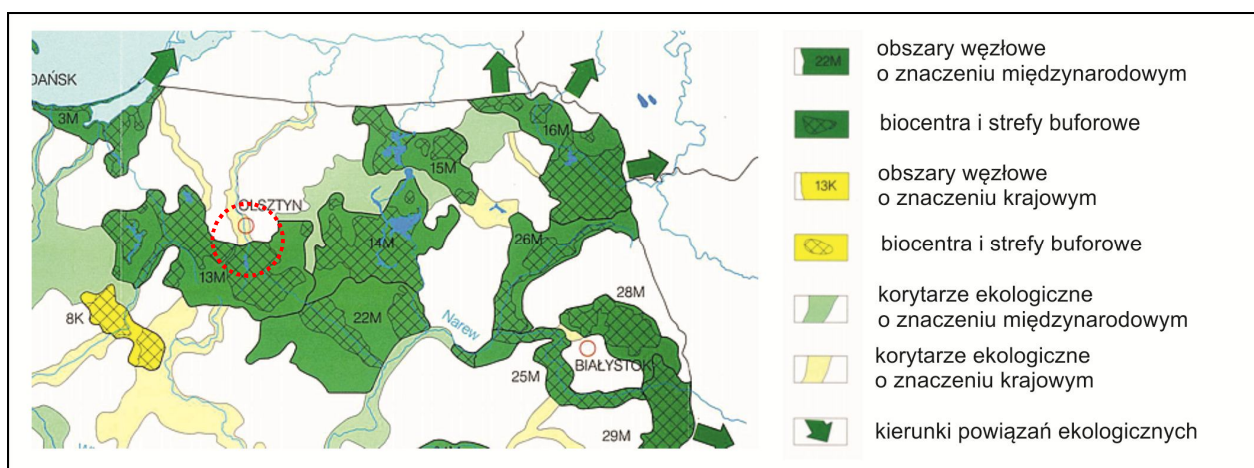 DAŃSK
3M
OLSZTYN
13M
8K
14M
15M
16M
22M
26M
28M
Narew
BIAŁYSTOK
25M
29M
22M
obszary węzłowe
o znaczeniu międzynarodowym
biocentra i strefy buforowe
13K
obszary węzłowe
o znaczeniu krajowym
biocentra i strefy buforowe
korytarze ekologiczne
o znaczeniu międzynarodowym
korytarze ekologiczne
o znaczeniu krajowym
kierunki powiązań ekologicznych